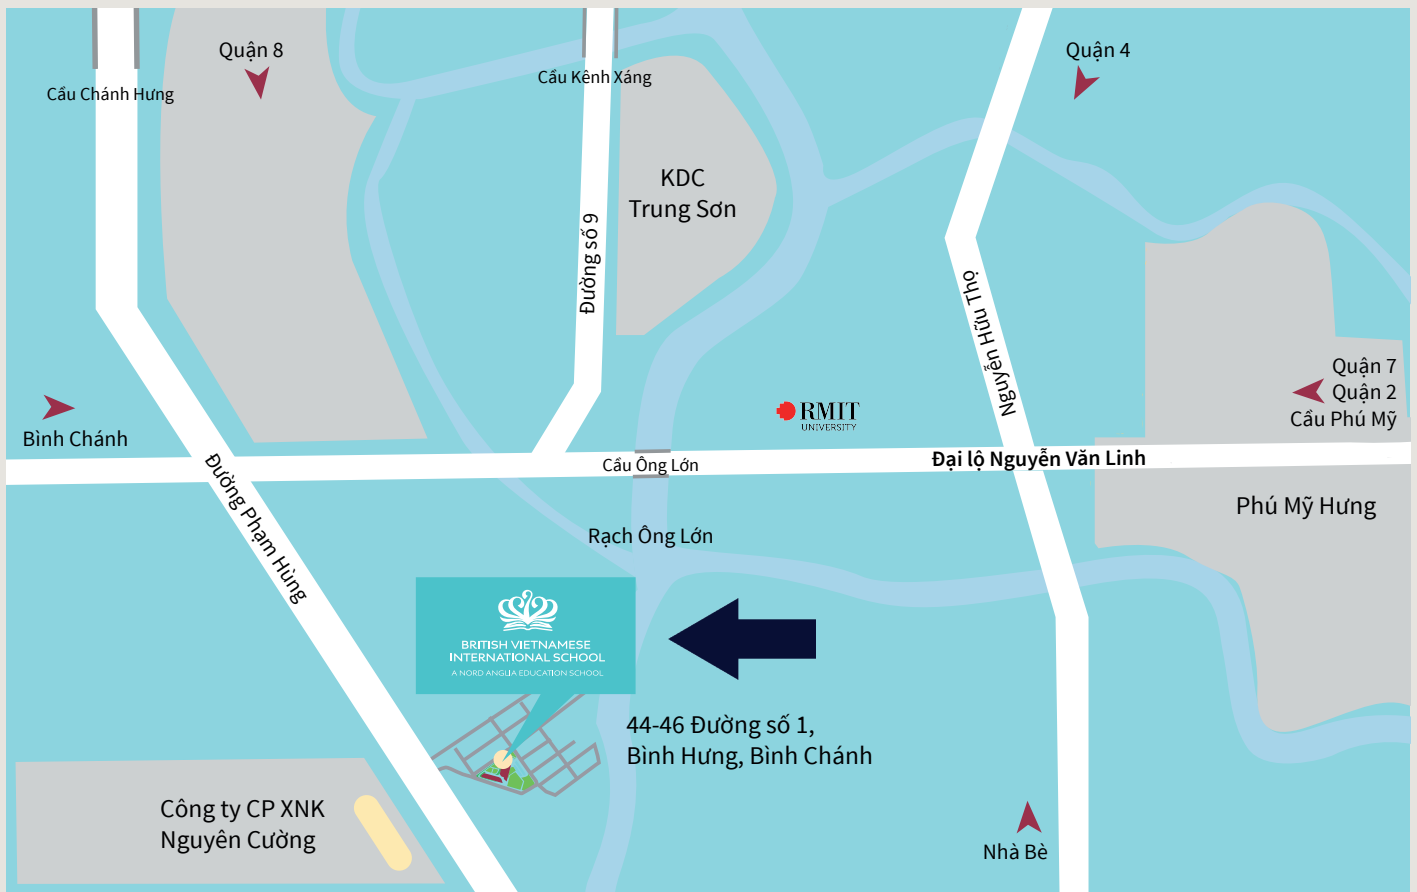 Quận 8
Quận 4
Cầu Kênh Xáng
Cầu Chánh Hưng
KDC
Trung Sơn
Đường số 9
Nguyễn Hữu Thọ
Quận 7
Quận 2
Cầu Phú Mỹ
RMIT
UNIVERSITY
Bình Chánh
Đại lộ Nguyễn Văn Linh
Cầu Ông Lớn
Đường Phạm Hùng
Phú Mỹ Hưng
Rạch Ông Lớn
BRITISH VIETNAMESE
INTERNATIONAL SCHOOL
A NORD ANGLIA EDUCATION SCHOOL
44-46 Đường số 1,
Bình Hưng, Bình Chánh
Công ty CP XNK
Nguyên Cường
Nhà Bè